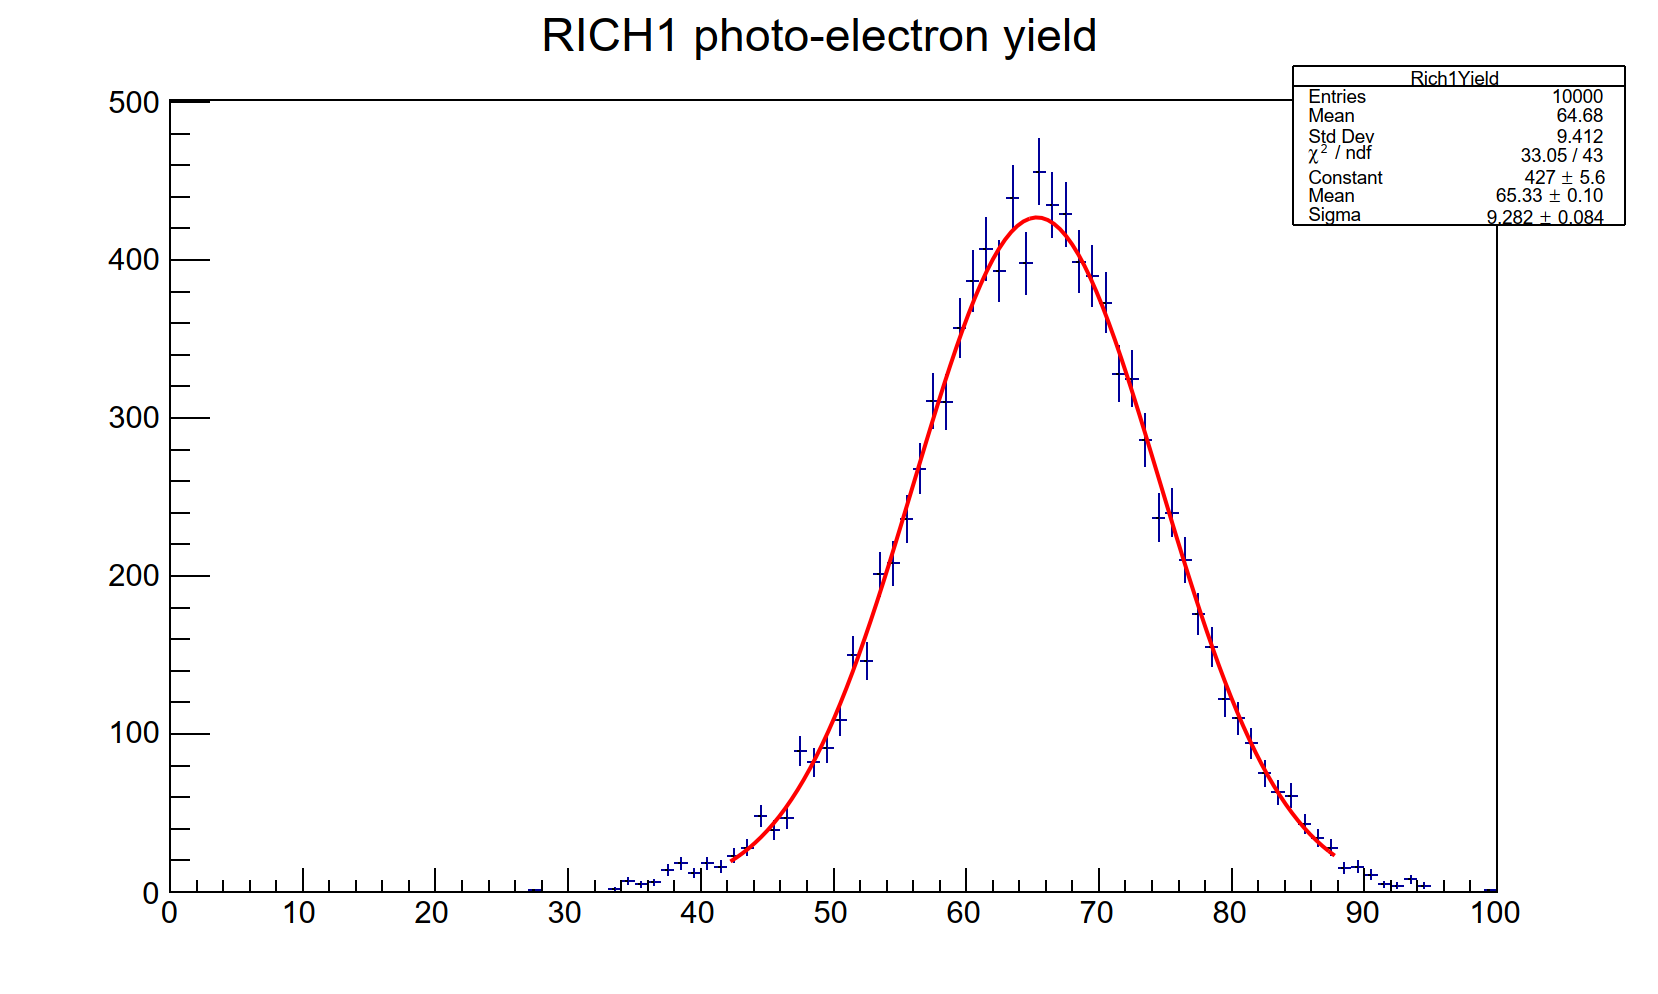 RICH1 photo-electron yield
Rich1Yield
Entries 10000
Mean 64.68
Std Dev 9.412
χ² / ndf 33.05 / 43
Constant 427 ± 5.6
Mean 65.33 ± 0.10
Sigma 9.282 ± 0.084
500
400
300
200
100
0
0 10 20 30 40 50 60 70 80 90 100